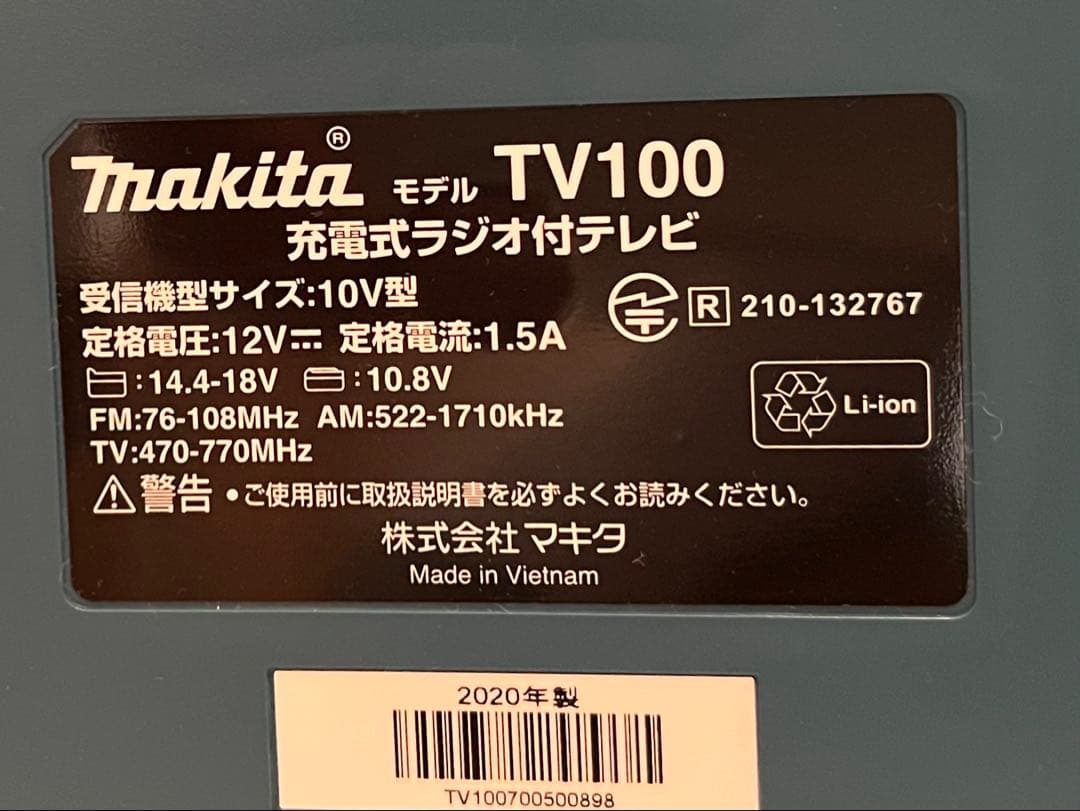 makita® モデル TV100
充電式ラジオ付テレビ
受信機型サイズ:10V型
定格電圧:12V⎓ 定格電流:1.5A
R 210-132767
:14.4-18V :10.8V
Li-ion
FM:76-108MHz AM:522-1710kHz
TV:470-770MHz
⚠警告 •ご使用前に取扱説明書を必ずよくお読みください。
株式会社マキタ
Made in Vietnam
2020年製
TV100700500898